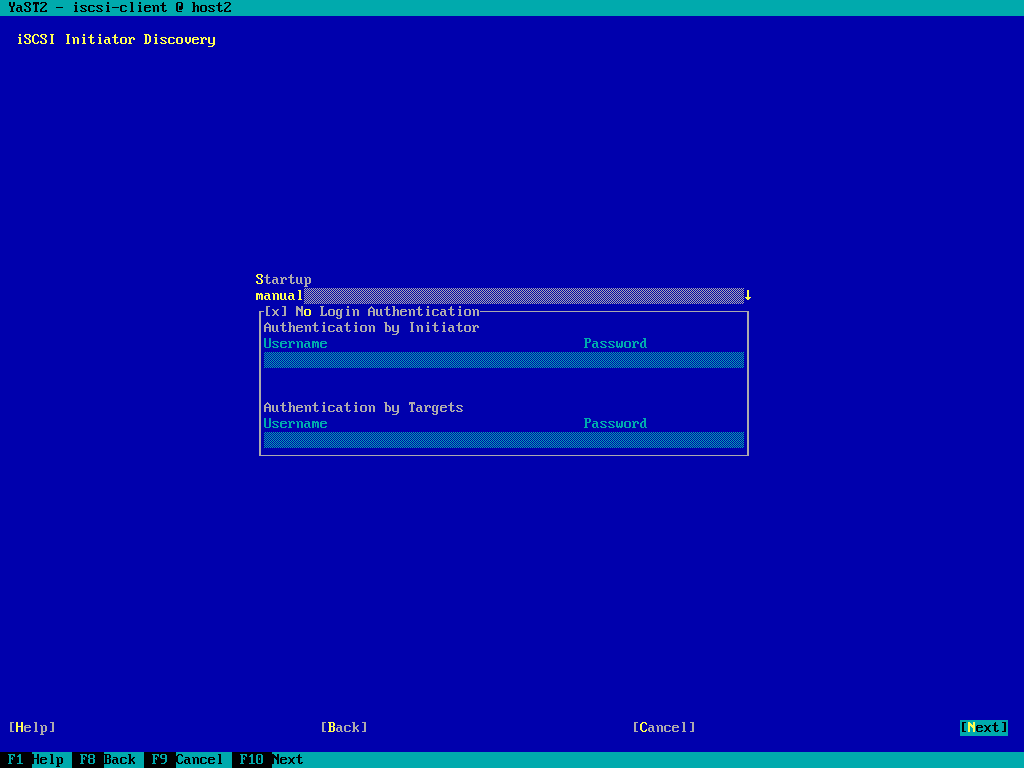 YaST2 - iscsi-client @ host2
iSCSI Initiator Discovery
Startup
manual↓
[x] No Login Authentication
Authentication by Initiator
Username Password
Authentication by Targets
Username Password
[Help] [Back] [Cancel] [Next]
F1 Help F8 Back F9 Cancel F10 Next